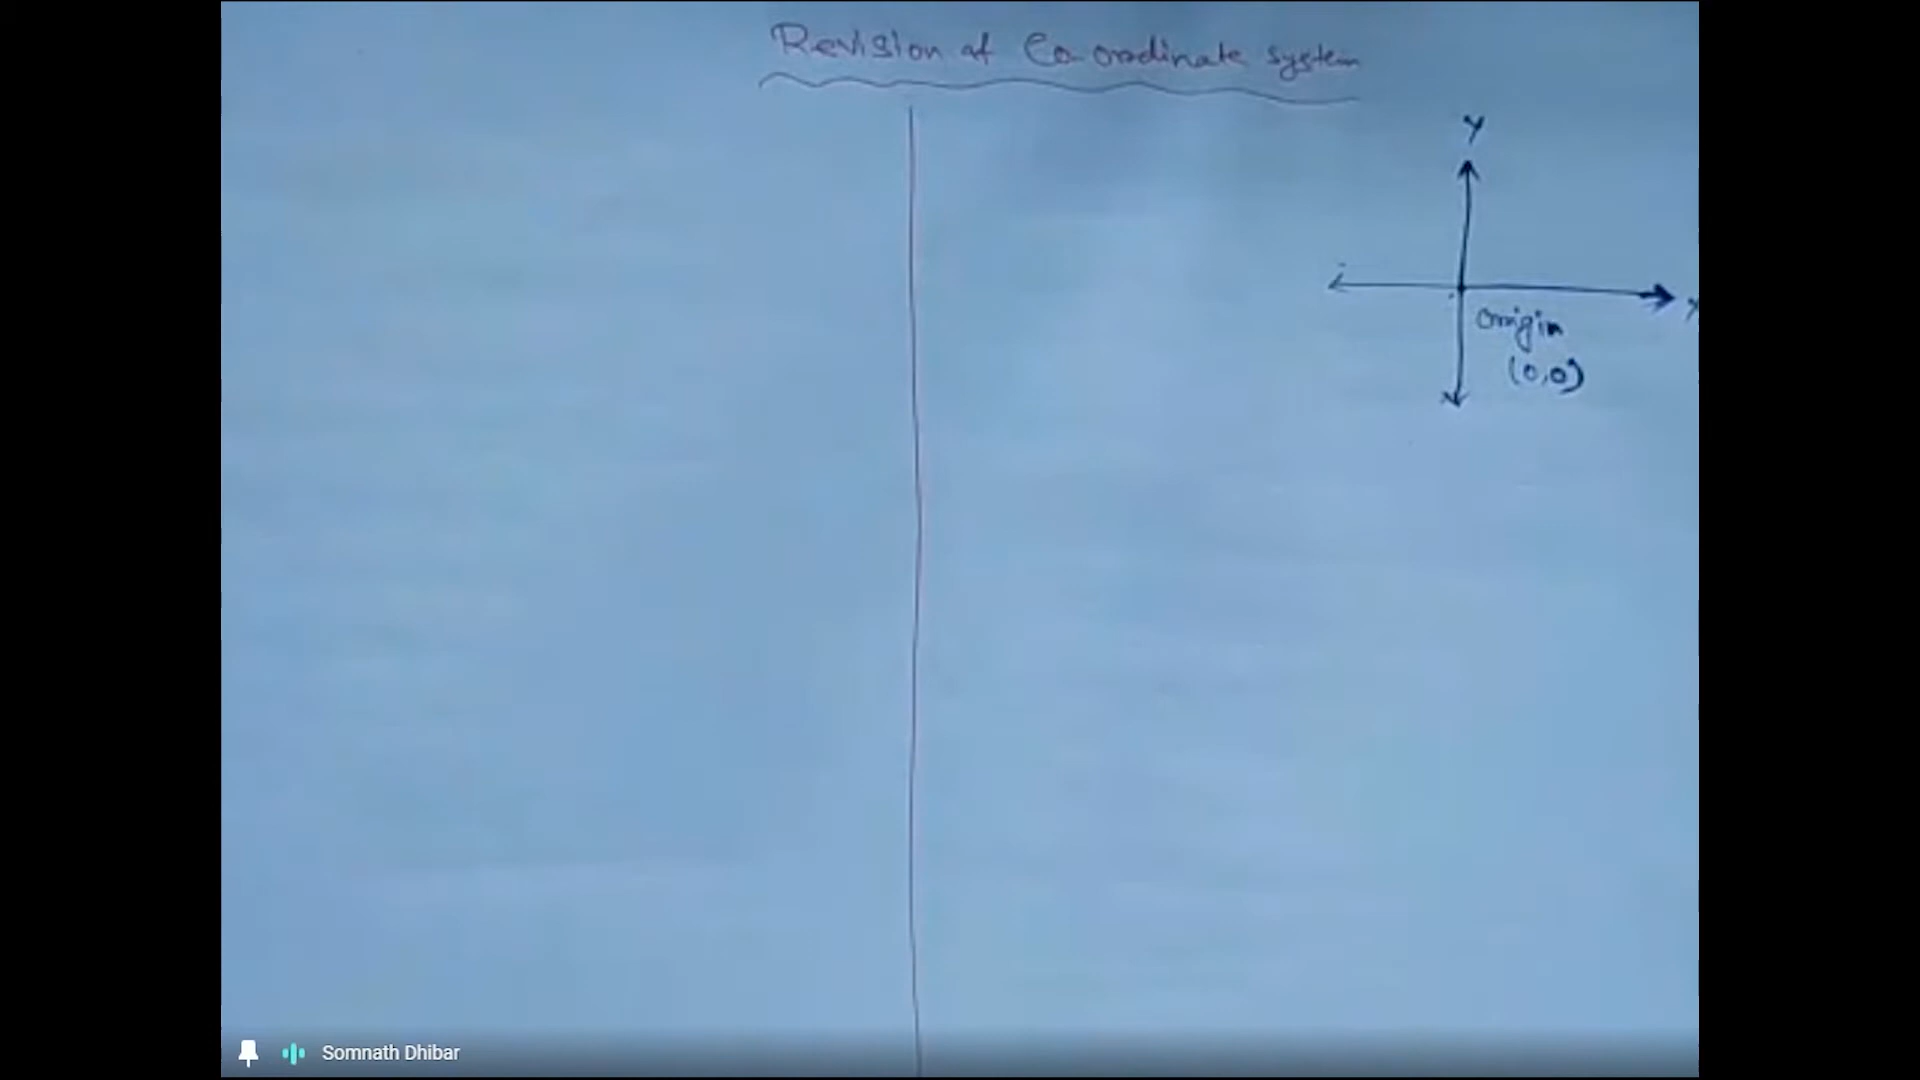 Revision of Co-ordinate system
Y
X
Origin
(0,0)
Somnath Dhibar